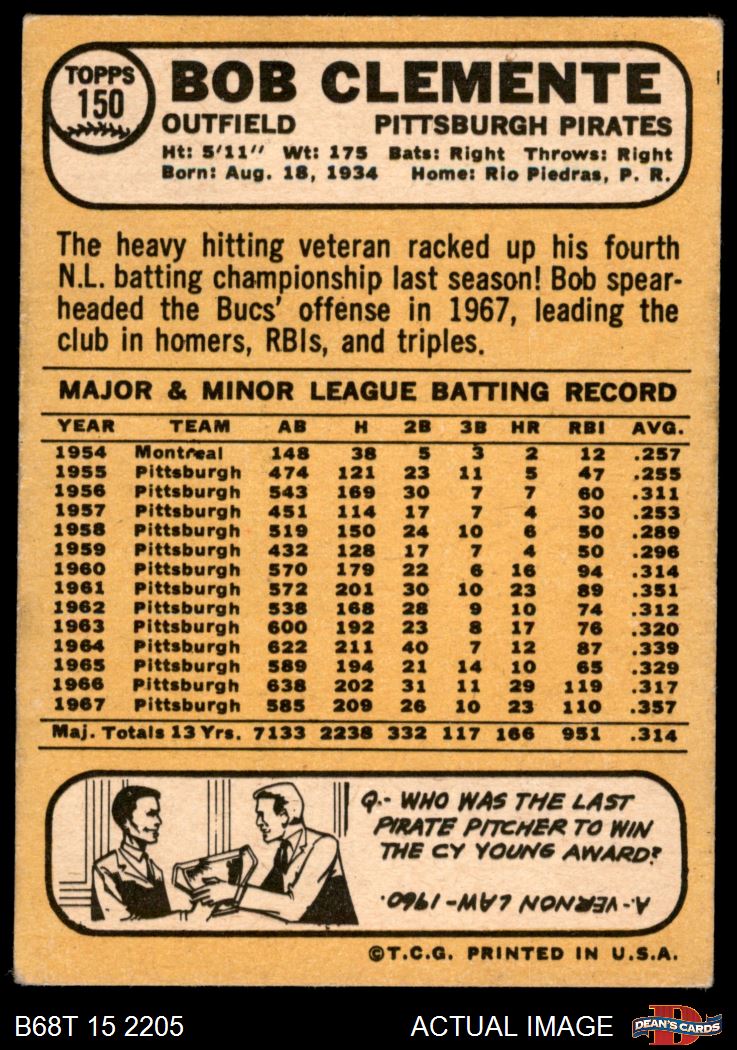 TOPPS
150
BOB CLEMENTE
OUTFIELD PITTSBURGH PIRATES
Ht: 5'11" Wt: 175 Bats: Right Throws: Right
Born: Aug. 18, 1934 Home: Rio Piedras, P. R.
The heavy hitting veteran racked up his fourth
N.L. batting championship last season! Bob spear-
headed the Bucs' offense in 1967, leading the
club in homers, RBIs, and triples.
MAJOR & MINOR LEAGUE BATTING RECORD
YEAR TEAM AB H 2B 3B HR RBI AVG.
1954 Montreal 148 38 5 3 2 12 .257
1955 Pittsburgh 474 121 23 11 5 47 .255
1956 Pittsburgh 543 169 30 7 7 60 .311
1957 Pittsburgh 451 114 17 7 4 30 .253
1958 Pittsburgh 519 150 24 10 6 50 .289
1959 Pittsburgh 432 128 17 7 4 50 .296
1960 Pittsburgh 570 179 22 6 16 94 .314
1961 Pittsburgh 572 201 30 10 23 89 .351
1962 Pittsburgh 538 168 28 9 10 74 .312
1963 Pittsburgh 600 192 23 8 17 76 .320
1964 Pittsburgh 622 211 40 7 12 87 .339
1965 Pittsburgh 589 194 21 14 10 65 .329
1966 Pittsburgh 638 202 31 11 29 119 .317
1967 Pittsburgh 585 209 26 10 23 110 .357
Maj. Totals 13 Yrs. 7133 2238 332 117 166 951 .314
Q.- WHO WAS THE LAST
PIRATE PITCHER TO WIN
THE CY YOUNG AWARD?
A.- VERNON LAW - 1960.
©T.C.G. PRINTED IN U.S.A.
B68T 15 2205 ACTUAL IMAGE
DEAN'S CARDS